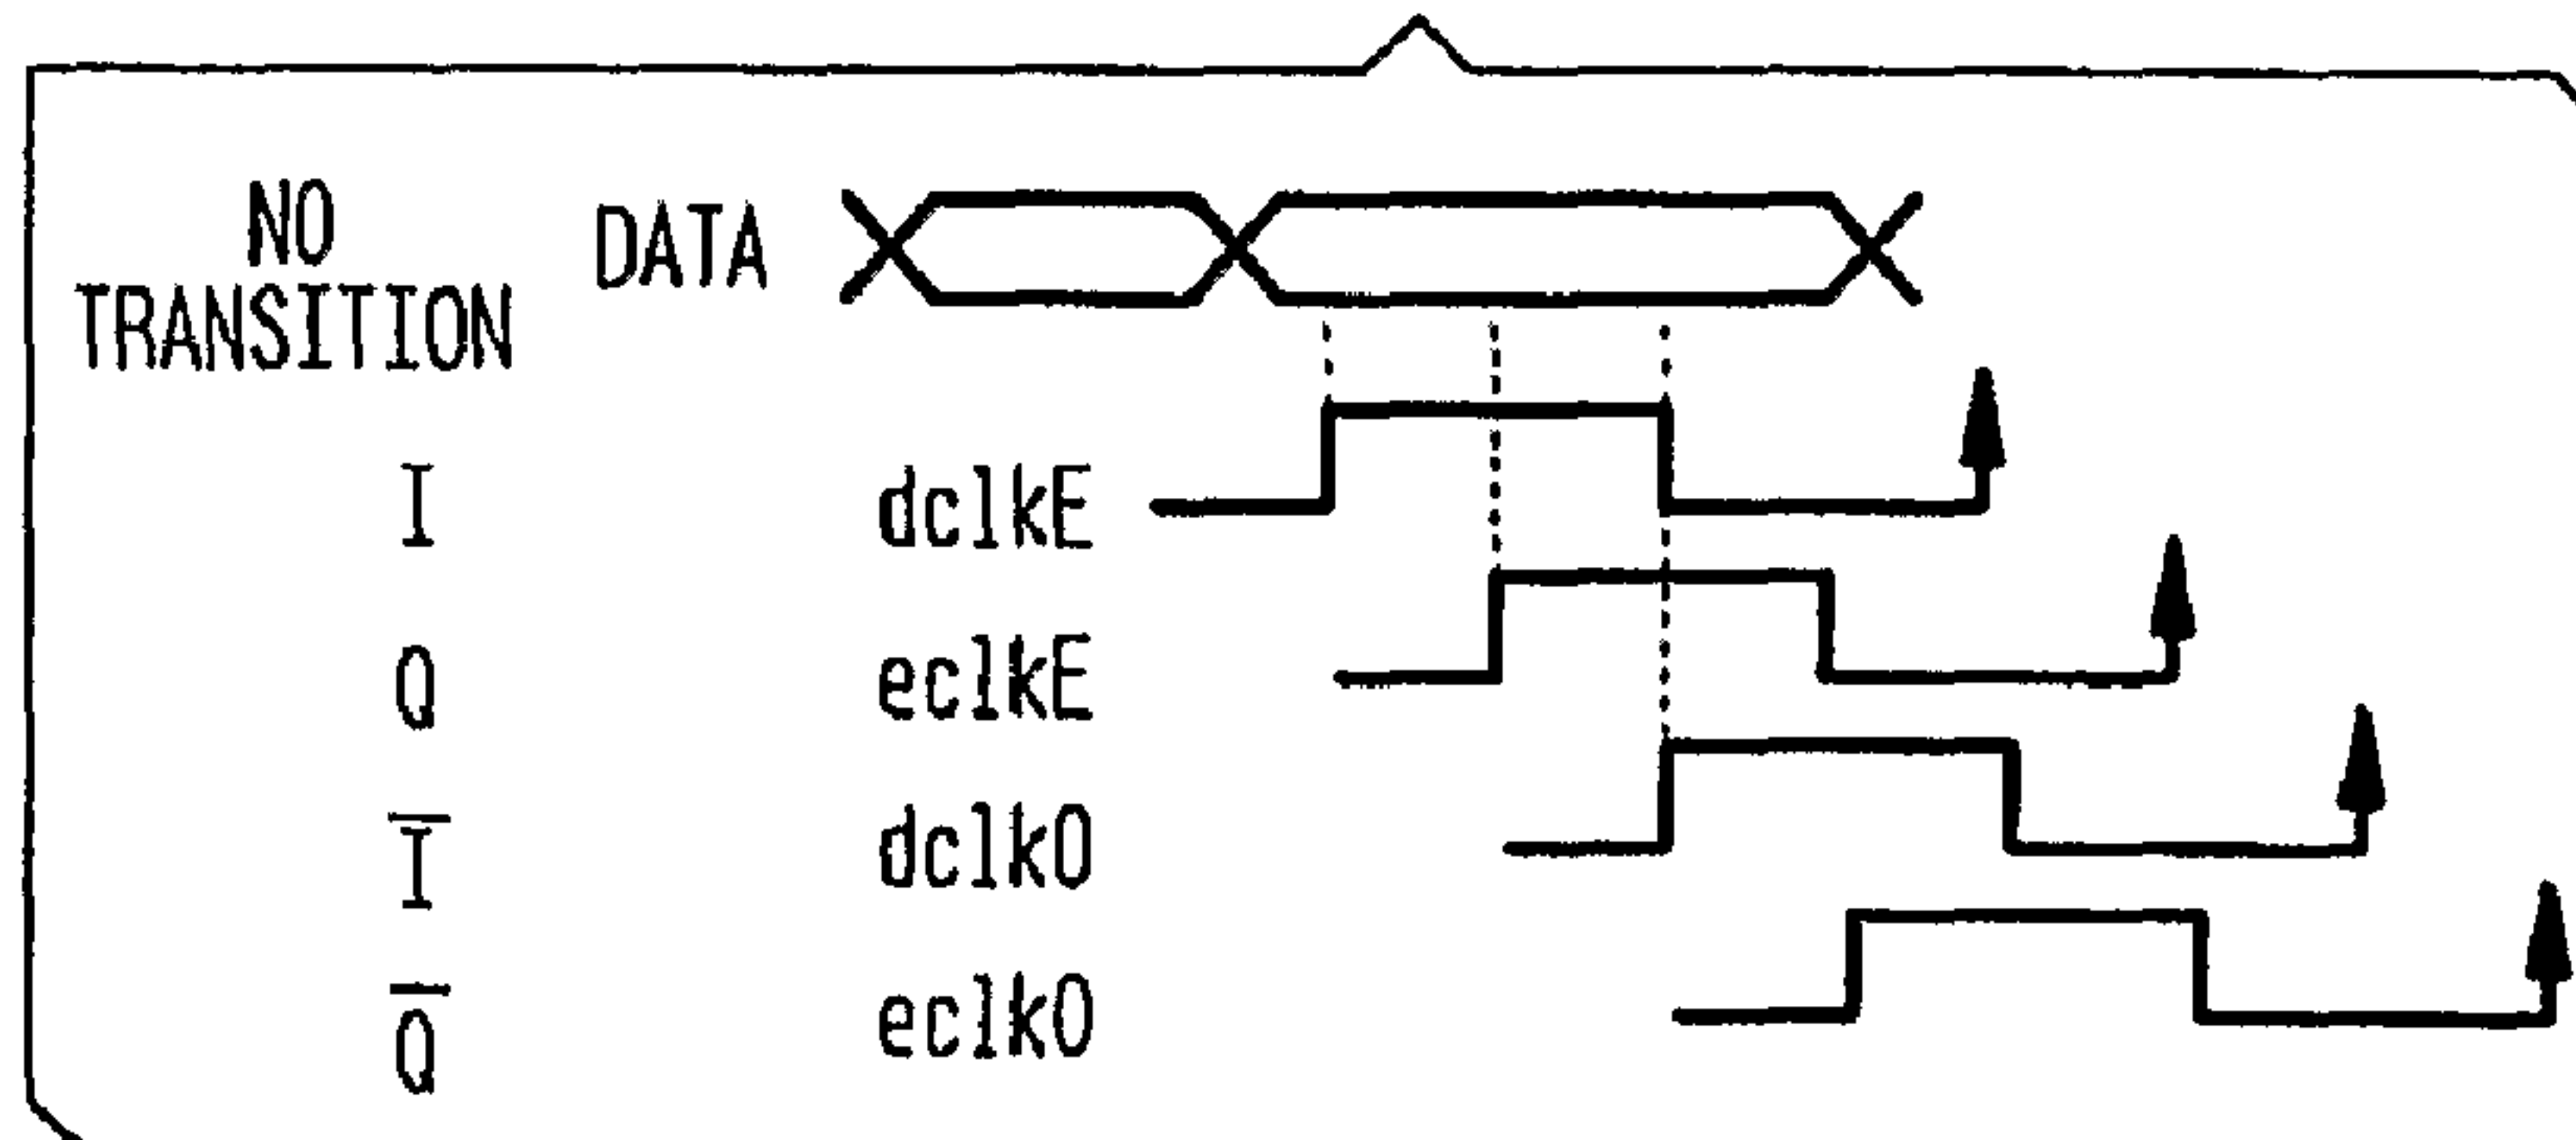 NO
TRANSITION
DATA
I dclkE
Q eclkE
I̅ dclkO
Q̅ eclkO